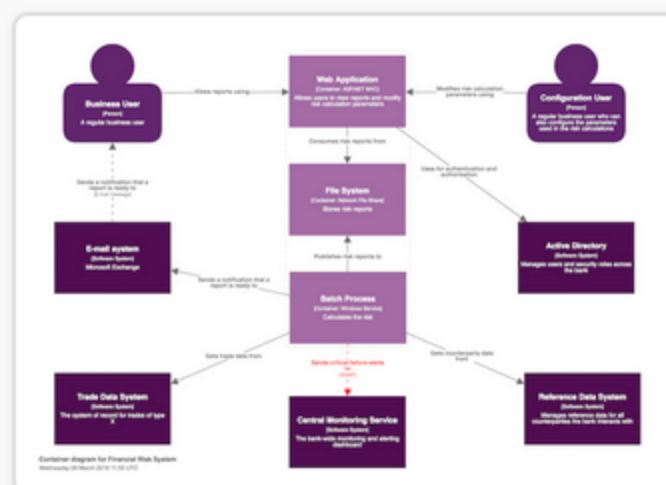 Business User
[Person]
A regular business user
Views reports using
Web Application
[Container: ASP.NET MVC]
Allows users to view reports and modify
risk calculation parameters
Modifies risk calculation
parameters using
Configuration User
[Person]
A regular business user who can
also configure the parameters
used in the risk calculations
Consumes risk reports from
Sends a notification that a
report is ready to
[E-mail message]
File System
[Container: Network File Share]
Stores risk reports
Uses for authentication and
authorisation
E-mail system
[Software System]
Microsoft Exchange
Publishes risk reports to
Active Directory
[Software System]
Manages users and security roles across
the bank
Sends a notification that a
report is ready to
Batch Process
[Container: Windows Service]
Calculates the risk
Gets trade data from
Sends critical failure alerts
to
[SNMP]
Gets counterparty data
from
Trade Data System
[Software System]
The system of record for trades of type
X
Central Monitoring Service
[Software System]
The bank-wide monitoring and alerting
dashboard
Reference Data System
[Software System]
Manages reference data for all
counterparties the bank interacts with
Container diagram for Financial Risk System
Wednesday 09 March 2016 11:55 UTC